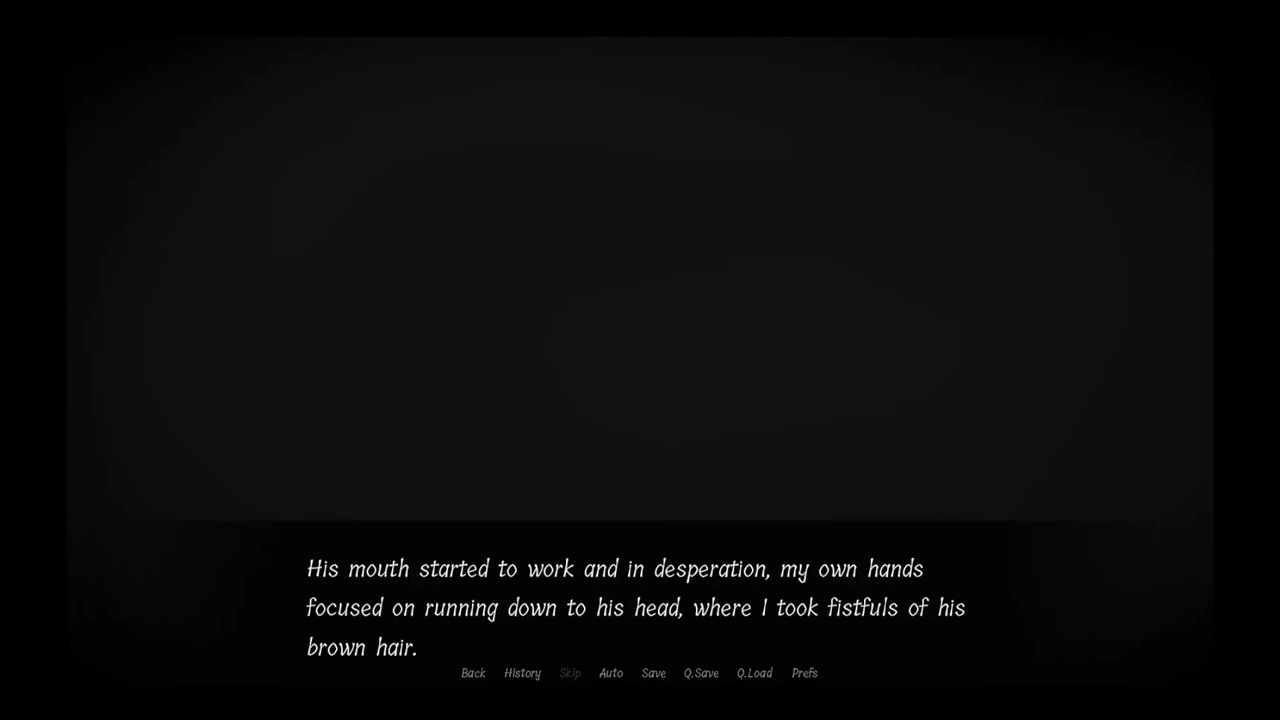 His mouth started to work and in desperation, my own hands
focused on running down to his head, where I took fistfuls of his
brown hair.
Back History Skip Auto Save Q.Save Q.Load Prefs